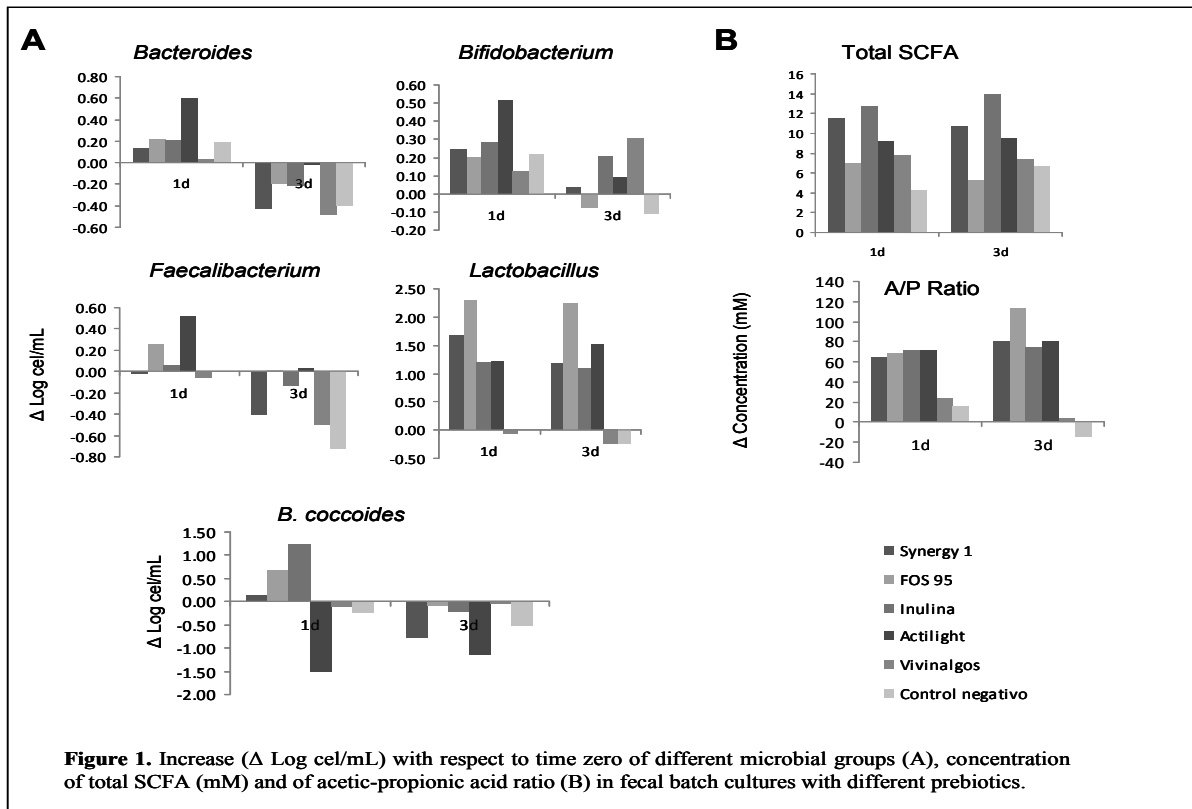 A
B
Bacteroides
0.80
0.60
0.40
0.20
0.00
-0.20
-0.40
-0.60
1d
3d
Bifidobacterium
0.60
0.50
0.40
0.30
0.20
0.10
0.00
-0.10
-0.20
1d
3d
Total SCFA
16
14
12
10
8
6
4
2
0
1d
3d
Δ Log cel/mL
Faecalibacterium
0.60
0.40
0.20
0.00
-0.20
-0.40
-0.60
-0.80
1d
3d
Lactobacillus
2.50
2.00
1.50
1.00
0.50
0.00
-0.50
1d
3d
Δ Concentration (mM)
A/P Ratio
140
120
100
80
60
40
20
0
-20
-40
1d
3d
B. coccoides
Δ Log cel/mL
1.50
1.00
0.50
0.00
-0.50
-1.00
-1.50
-2.00
1d
3d
Synergy 1
FOS 95
Inulina
Actilight
Vivinalgos
Control negativo
Figure 1. Increase (Δ Log cel/mL) with respect to time zero of different microbial groups (A), concentration
of total SCFA (mM) and of acetic-propionic acid ratio (B) in fecal batch cultures with different prebiotics.